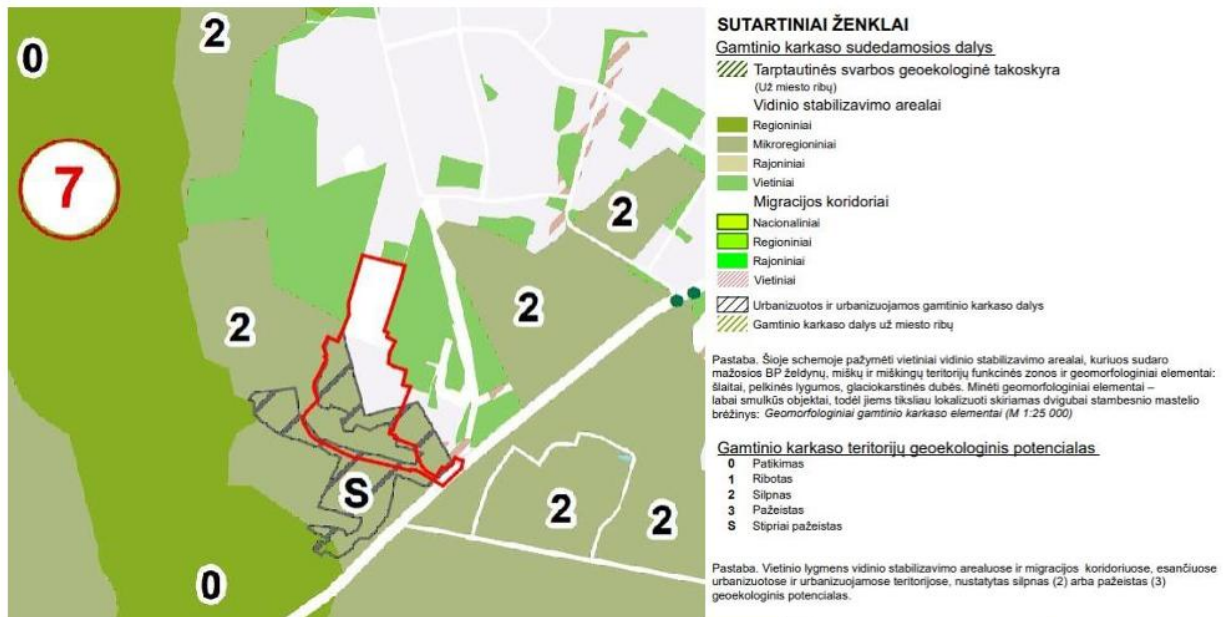 0
2
7
2
2
2
S
0
2
2
SUTARTINIAI ŽENKLAI
Gamtinio karkaso sudedamosios dalys
Tarptautinės svarbos geoekologinė takoskyra
(Už miesto ribų)
Vidinio stabilizavimo arealai
Regioniniai
Mikroregioniniai
Rajoniniai
Vietiniai
Migracijos koridoriai
Nacionaliniai
Regioniniai
Rajoniniai
Vietiniai
Urbanizuotos ir urbanizuojamos gamtinio karkaso dalys
Gamtinio karkaso dalys už miesto ribų
Pastaba. Šioje schemoje pažymėti vietiniai vidinio stabilizavimo arealai, kuriuos sudaro
mažosios BP želdynų, miškų ir miškingų teritorijų funkcinės zonos ir geomorfologiniai elementai:
šlaitai, pelkinės lygumos, glaciokarstinės dubės. Minėti geomorfologiniai elementai –
labai smulkūs objektai, todėl jiems tiksliau lokalizuoti skiriamas dvigubai stambesnio mastelio
brėžinys: Geomorfologiniai gamtinio karkaso elementai (M 1:25 000)
Gamtinio karkaso teritorijų geoekologinis potencialas
0 Patikimas
1 Ribotas
2 Silpnas
3 Pažeistas
S Stipriai pažeistas
Pastaba. Vietinio lygmens vidinio stabilizavimo arealuose ir migracijos koridoriuose, esančiuose
urbanizuotose ir urbanizuojamose teritorijose, nustatytas silpnas (2) arba pažeistas (3)
geoekologinis potencialas.